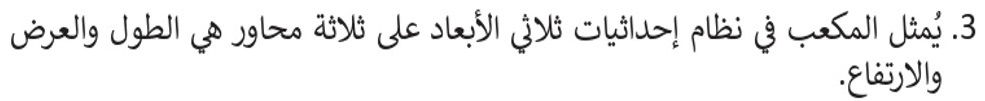 3. يُمثل المكعب في نظام إحداثيات ثلاثي الأبعاد على ثلاثة محاور هي الطول والعرض
والارتفاع.